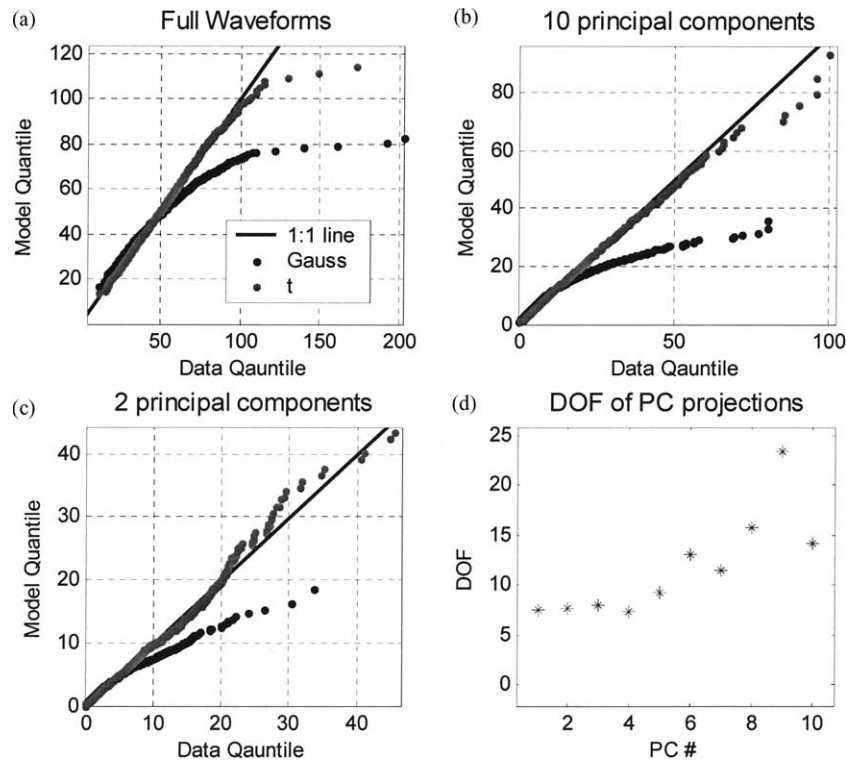 (a) Full Waveforms
120
100
80
60
40
20
Model Quantile
1:1 line
Gauss
t
50 100 150 200
Data Qauntile
(b) 10 principal components
80
60
40
20
0
Model Quantile
0 50 100
Data Qauntile
(c) 2 principal components
40
30
20
10
0
Model Quantile
0 10 20 30 40
Data Qauntile
(d) DOF of PC projections
25
20
15
10
5
0
DOF
2 4 6 8 10
PC #